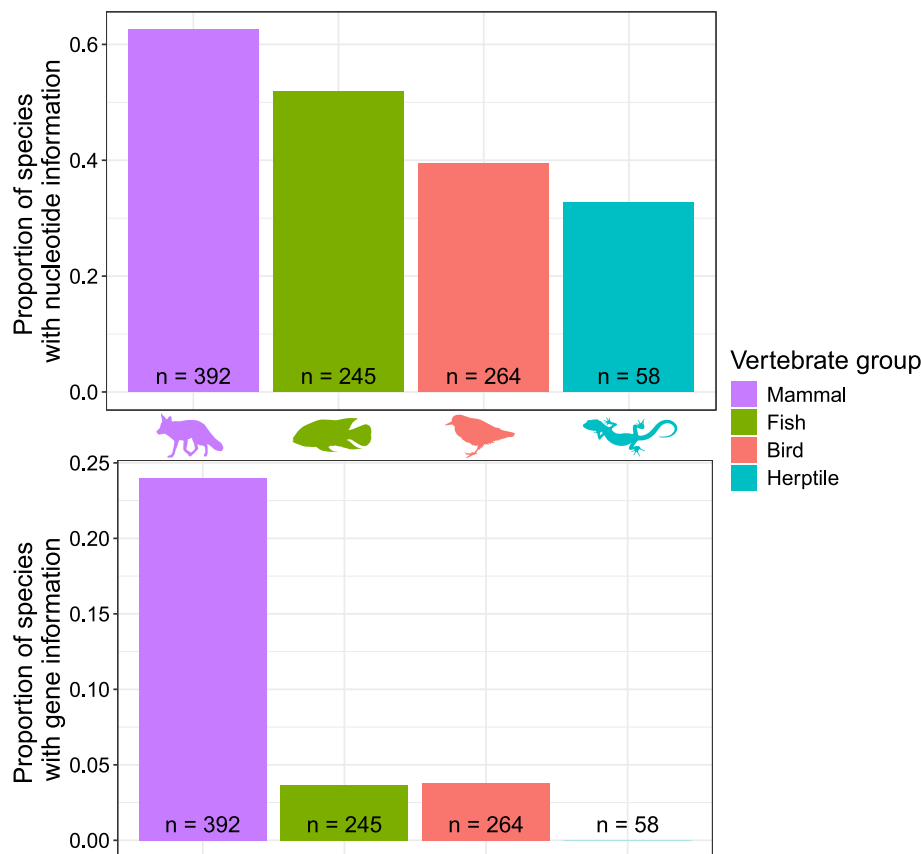 Proportion of species
with nucleotide information
0.6
0.4
0.2
0.0
n = 392
n = 245
n = 264
n = 58
Vertebrate group
Mammal
Fish
Bird
Herptile
Proportion of species
with gene information
0.25
0.20
0.15
0.10
0.05
0.00
n = 392
n = 245
n = 264
n = 58